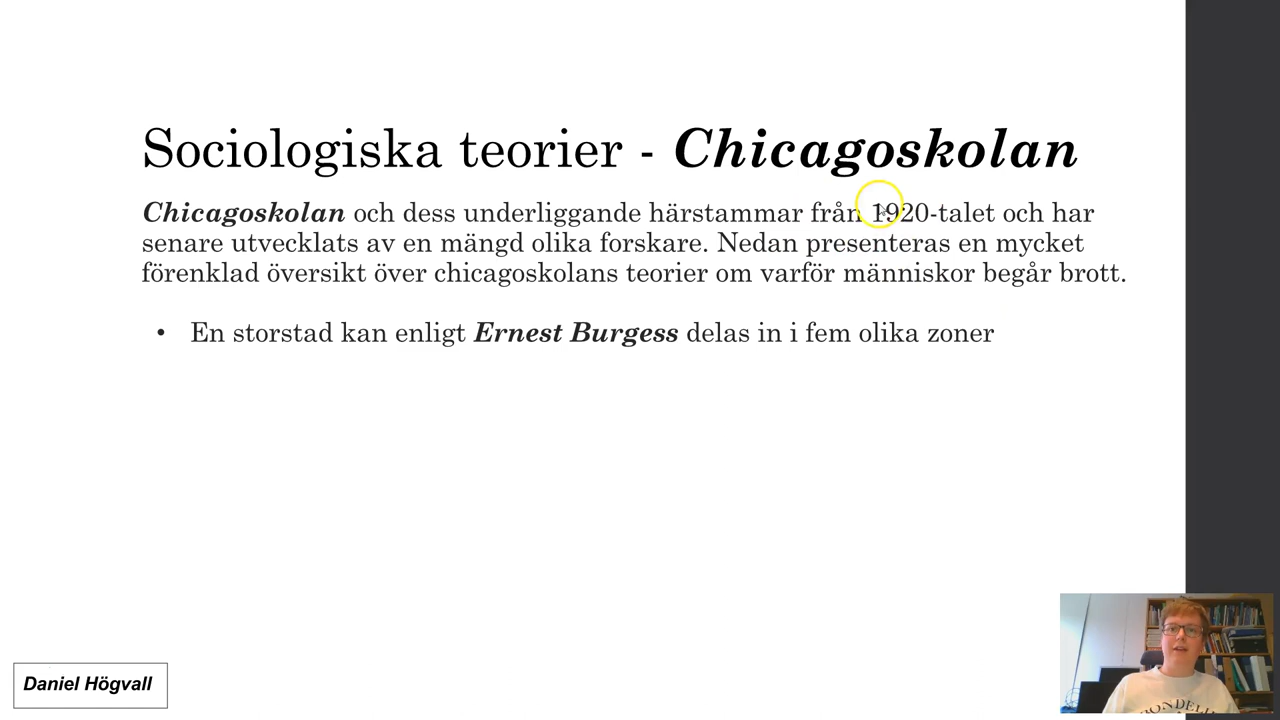 Sociologiska teorier - Chicagoskolan
Chicagoskolan och dess underliggande härstammar från 1920-talet och har
senare utvecklats av en mängd olika forskare. Nedan presenteras en mycket
förenklad översikt över chicagoskolans teorier om varför människor begår brott.
• En storstad kan enligt Ernest Burgess delas in i fem olika zoner
Daniel Högvall